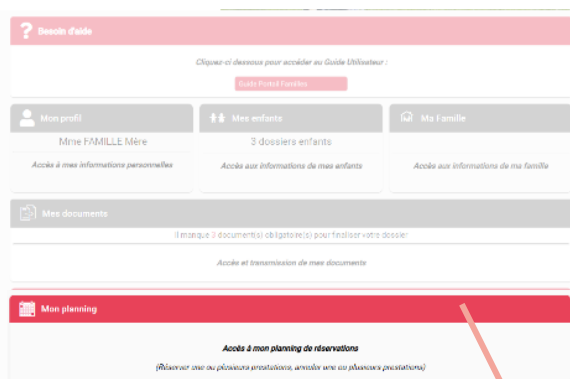 ? Besoin d'aide
Cliquez-ci dessous pour accéder au Guide Utilisateur :
Guide Portail Familles
Mon profil
Mes enfants
Ma Famille
Mme FAMILLE Mère
3 dossiers enfants
Accès à mes informations personnelles
Accès aux informations de mes enfants
Accès aux informations de ma famille
Mes documents
Il manque 3 document(s) obligatoire(s) pour finaliser votre dossier
Accès et transmission de mes documents
Mon planning
Accès à mon planning de réservations
(Réserver une ou plusieurs prestations, annuler une ou plusieurs prestations)